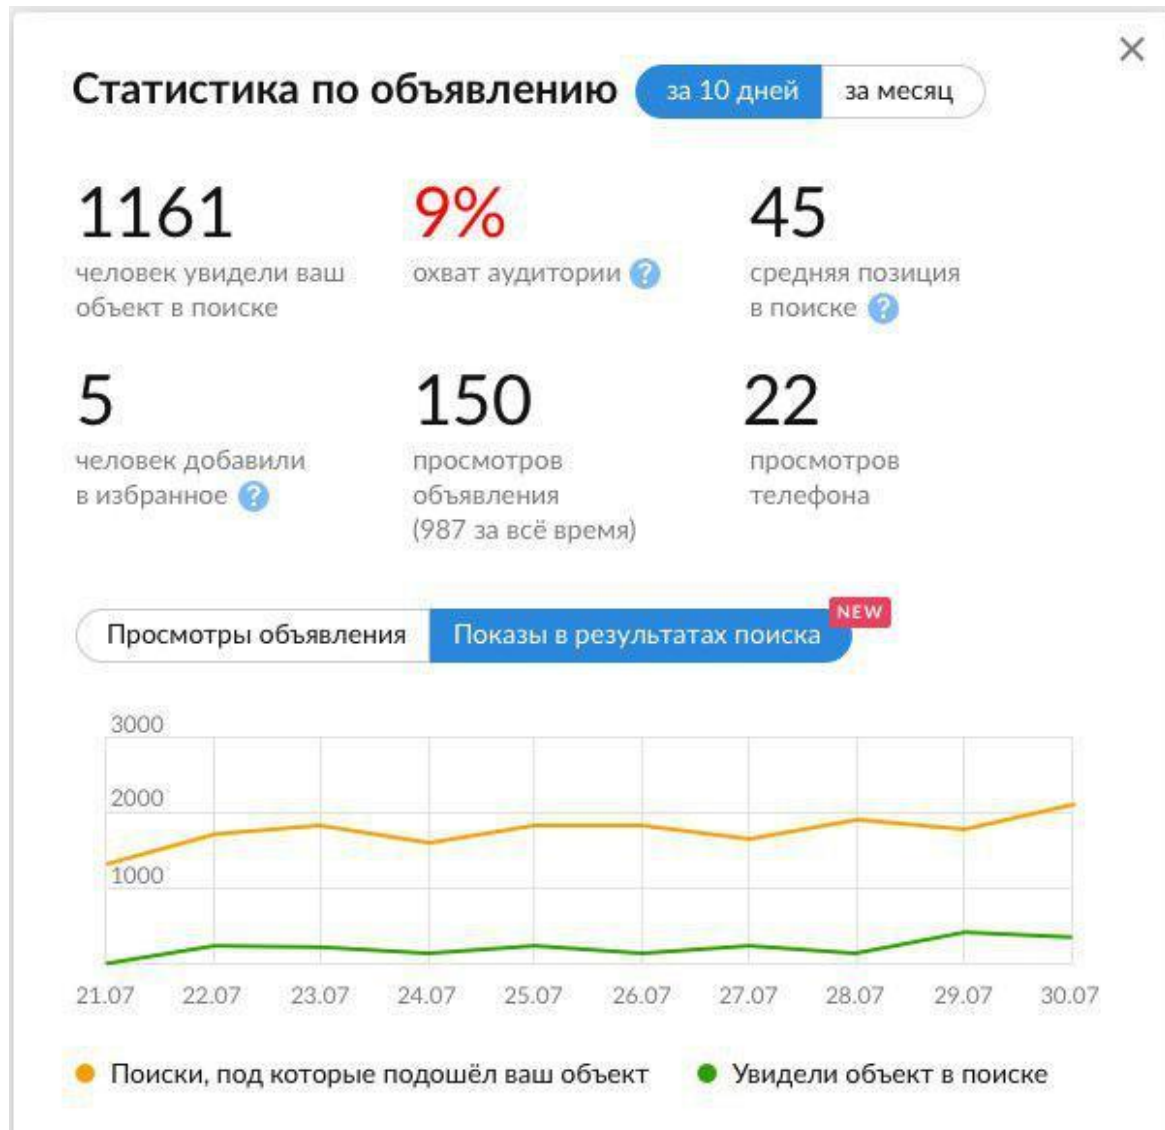 Статистика по объявлению за 10 дней за месяц
1161 9% 45
человек увидели ваш охват аудитории ? средняя позиция
объект в поиске в поиске ?
5 150 22
человек добавили просмотров просмотров
в избранное ? объявления телефона
(987 за всё время)
NEW
Просмотры объявления Показы в результатах поиска
3000
2000
1000
21.07 22.07 23.07 24.07 25.07 26.07 27.07 28.07 29.07 30.07
Поиски, под которые подошёл ваш объект Увидели объект в поиске